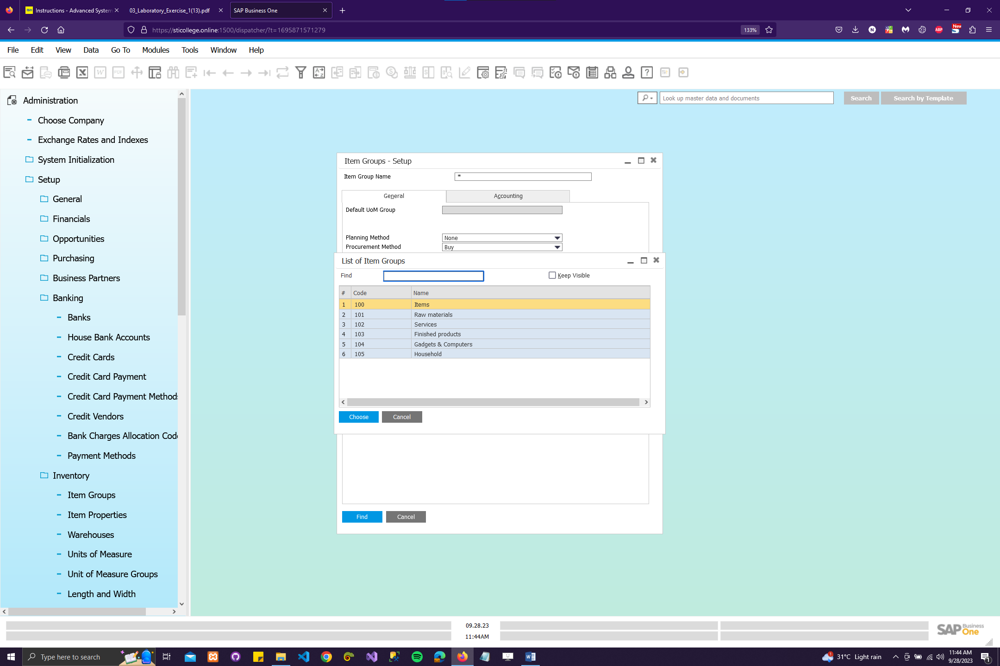 Instructions - Advanced System
03_Laboratory_Exercise_1(13).pdf
SAP Business One
https://sticollege.online:1500/dispatcher/?t=1695871571279
133%
New
ABP
File Edit View Data Go To Modules Tools Window Help
Administration
Choose Company
Exchange Rates and Indexes
System Initialization
Setup
General
Financials
Opportunities
Purchasing
Business Partners
Banking
Banks
House Bank Accounts
Credit Cards
Credit Card Payment
Credit Card Payment Methods
Credit Vendors
Bank Charges Allocation Code
Payment Methods
Inventory
Item Groups
Item Properties
Warehouses
Units of Measure
Unit of Measure Groups
Length and Width
Look up master data and documents
Search
Search by Template
Item Groups - Setup
Item Group Name *
General Accounting
Default UoM Group
Planning Method None
Procurement Method Buy
List of Item Groups
Find
Keep Visible
# Code Name
1 100 Items
2 101 Raw materials
3 102 Services
4 103 Finished products
5 104 Gadgets & Computers
6 105 Household
Choose Cancel
Find Cancel
09.28.23
11:44AM
SAP Business One
Type here to search
31°C Light rain
11:44 AM
9/28/2023